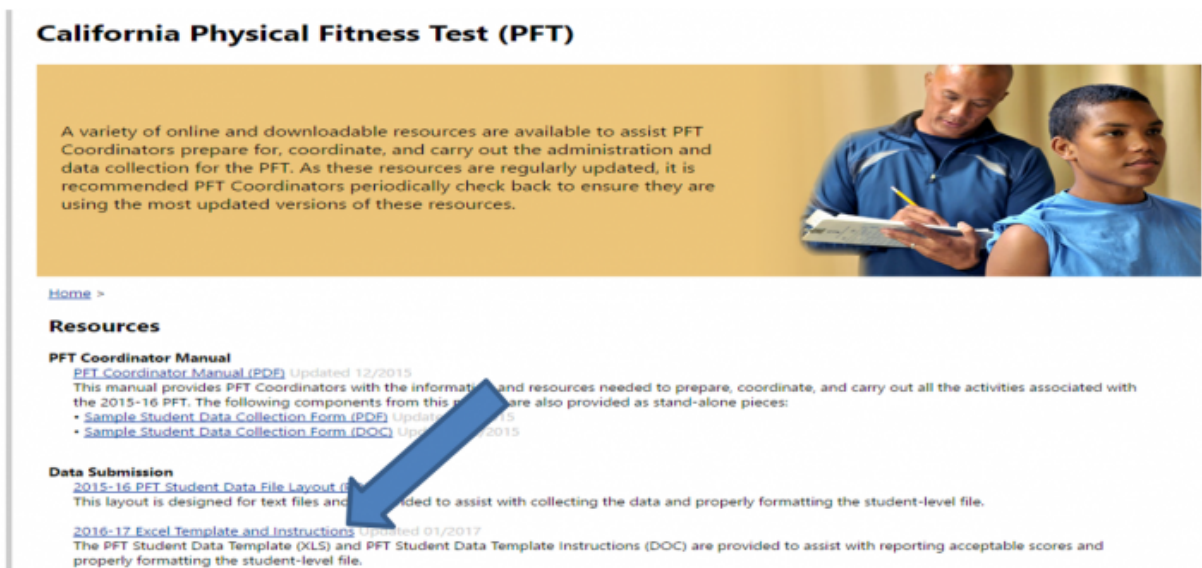 California Physical Fitness Test (PFT)
A variety of online and downloadable resources are available to assist PFT
Coordinators prepare for, coordinate, and carry out the administration and
data collection for the PFT. As these resources are regularly updated, it is
recommended PFT Coordinators periodically check back to ensure they are
using the most updated versions of these resources.
Home >
Resources
PFT Coordinator Manual
PFT Coordinator Manual (PDF) Updated 12/2015
This manual provides PFT Coordinators with the information and resources needed to prepare, coordinate, and carry out all the activities associated with
the 2015-16 PFT. The following components from this are also provided as stand-alone pieces:
• Sample Student Data Collection Form (PDF)
• Sample Student Data Collection Form (DOC)
Data Submission
2015-16 PFT Student Data File Layout
This layout is designed for text files and to assist with collecting the data and properly formatting the student-level file.
2016-17 Excel Template and Instructions Updated 01/2017
The PFT Student Data Template (XLS) and PFT Student Data Template Instructions (DOC) are provided to assist with reporting acceptable scores and
properly formatting the student-level file.